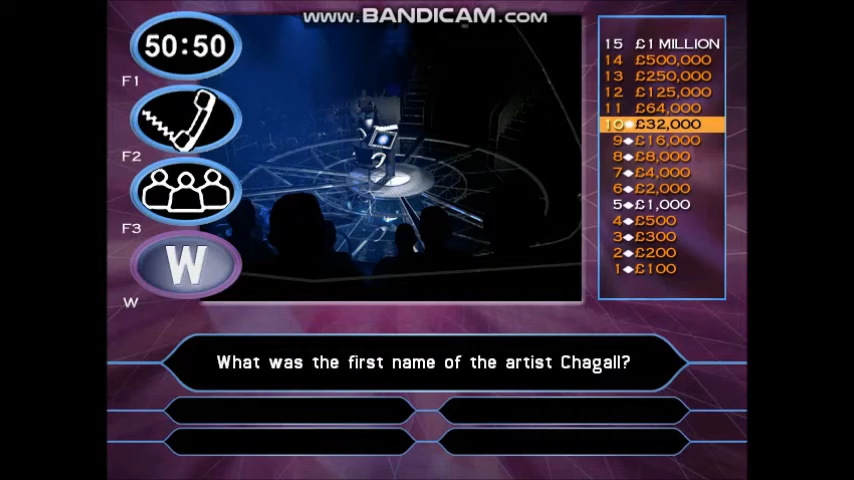 www.BANDICAM.com
50:50
F1
F2
F3
W
W
15 £1 MILLION
14 £500,000
13 £250,000
12 £125,000
11 £64,000
10◆£32,000
9◆£16,000
8◆£8,000
7◆£4,000
6◆£2,000
5◆£1,000
4◆£500
3◆£300
2◆£200
1◆£100
What was the first name of the artist Chagall?